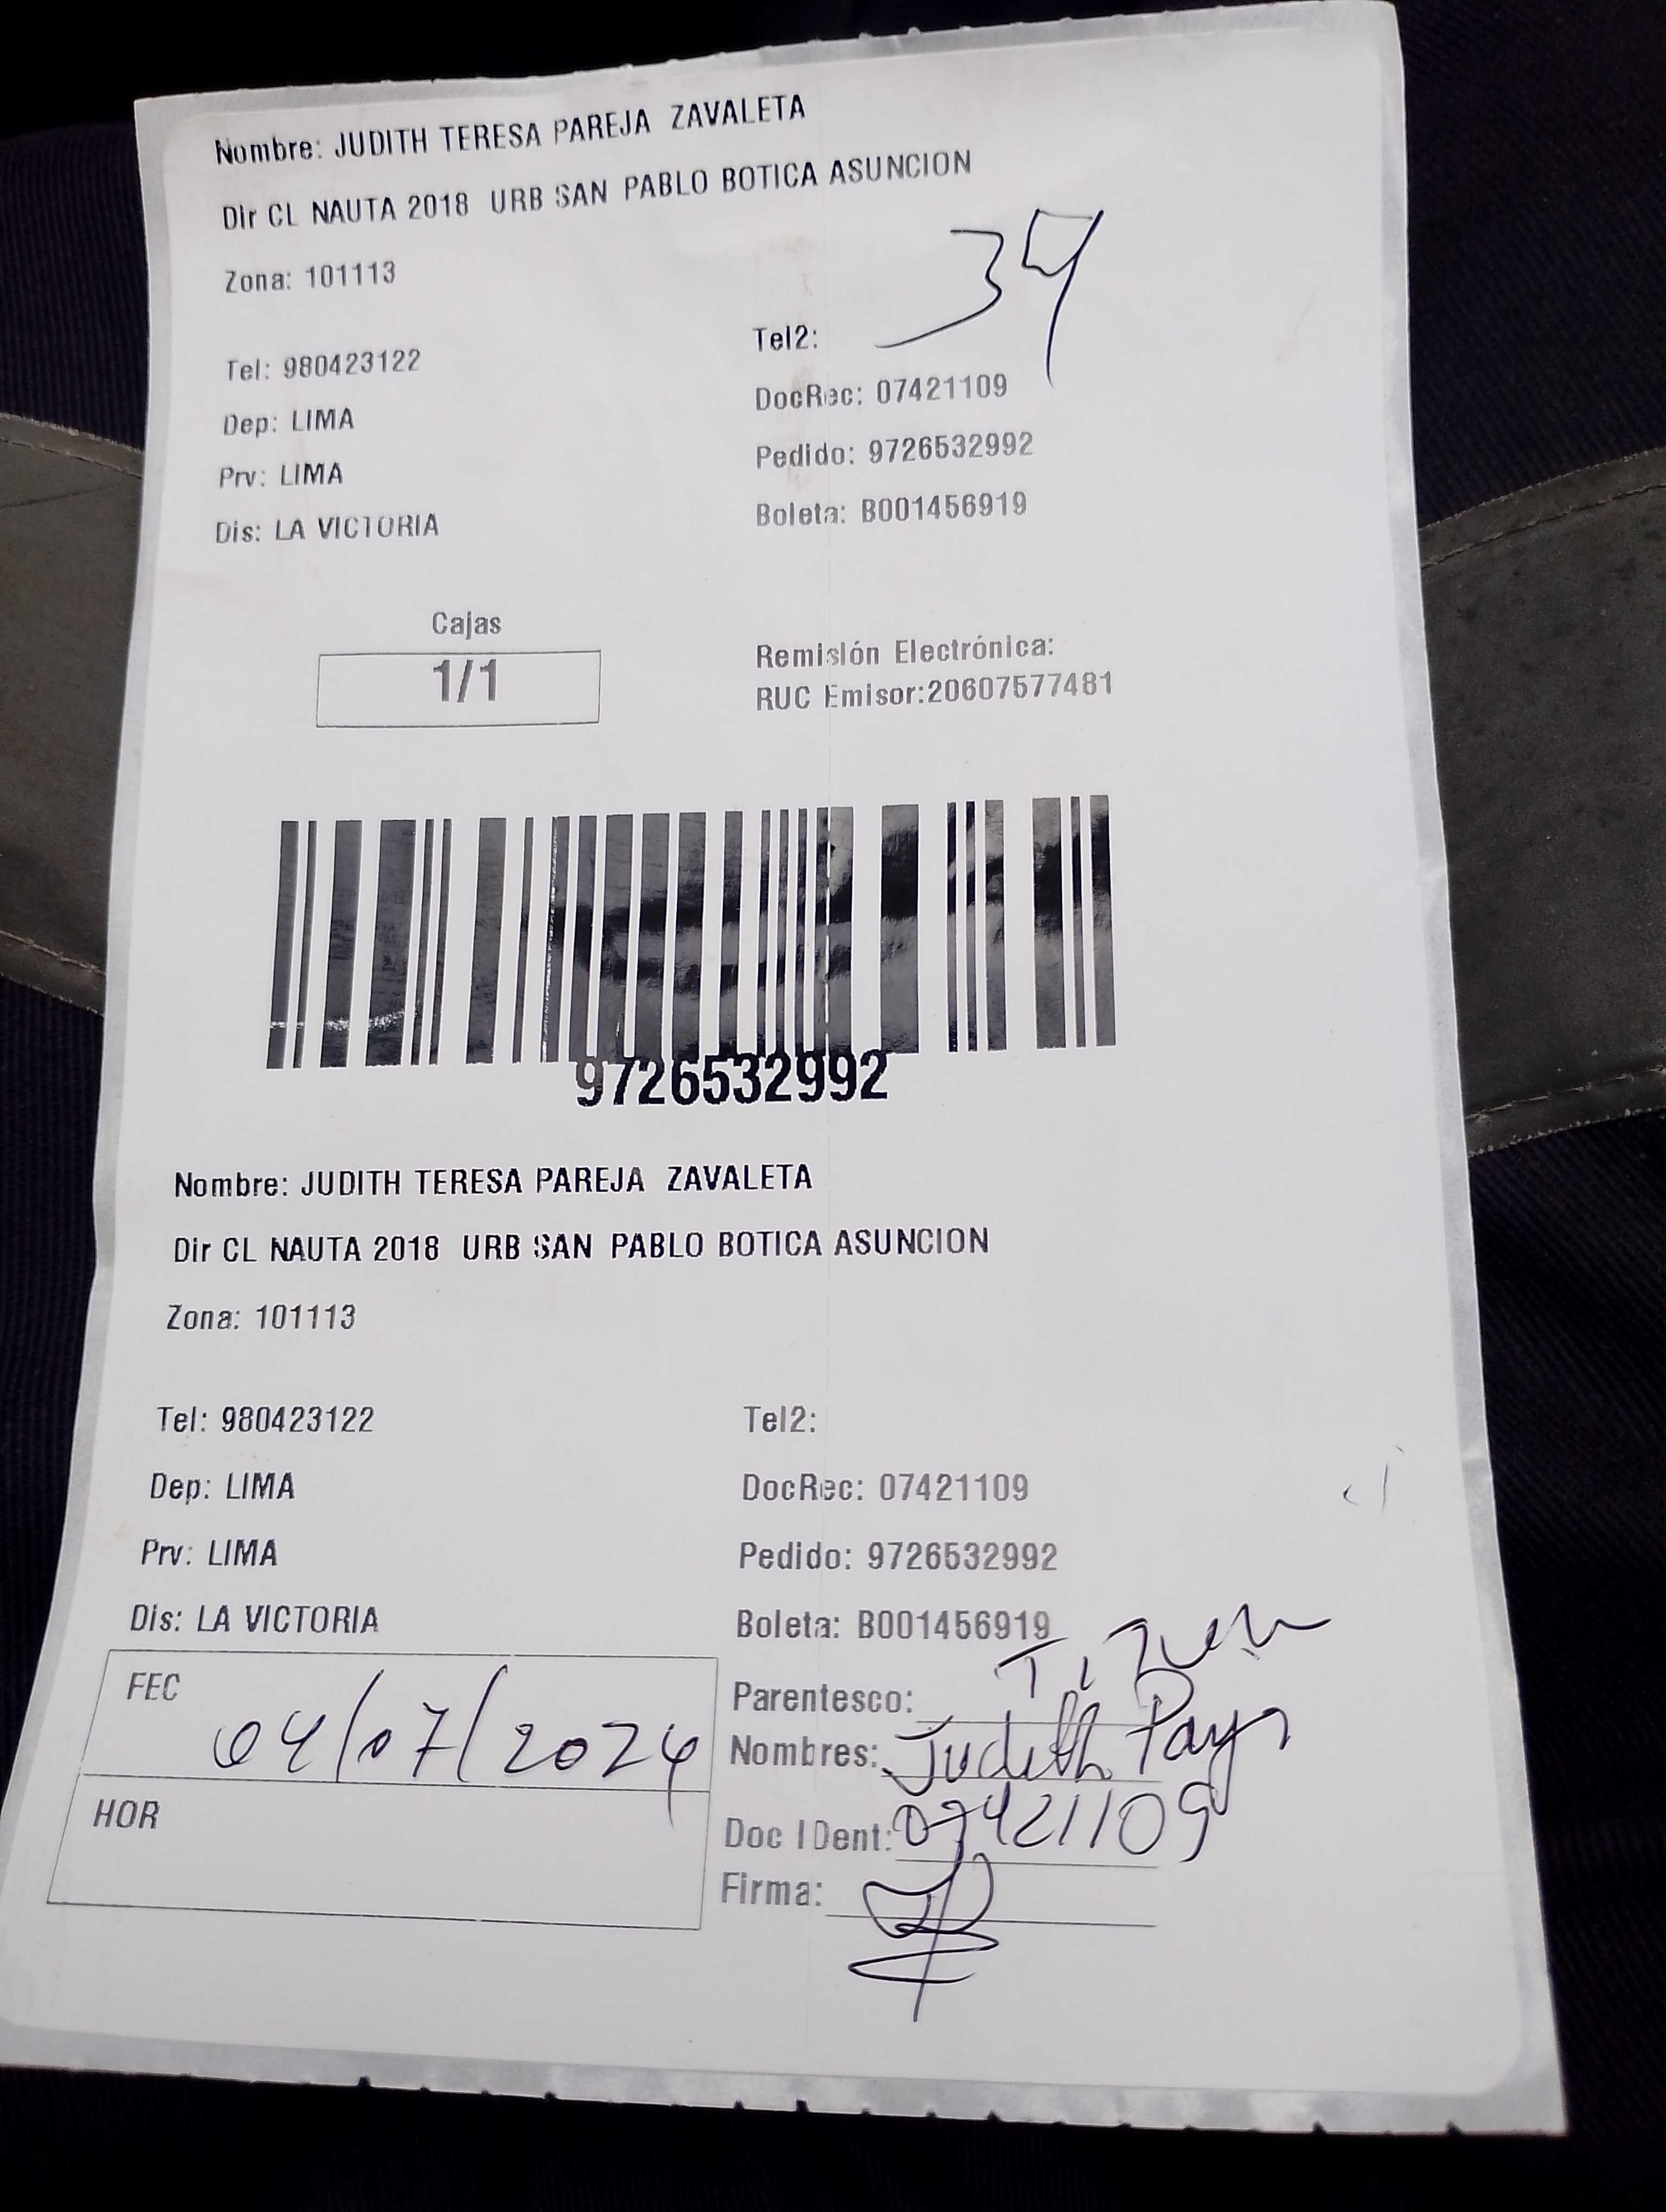 Nombre: JUDITH TERESA PAREJA ZAVALETA
Dir CL NAUTA 2018 URB SAN PABLO BOTICA ASUNCION
34
Zona: 101113
Tel: 980423122 Tel2:
Dep: LIMA DocRec: 07421109
Prv: LIMA Pedido: 9726532992
Dis: LA VICTORIA Boleta: B001456919
Cajas
1/1
Remisión Electrónica:
RUC Emisor:20607577481
9726532992
Nombre: JUDITH TERESA PAREJA ZAVALETA
Dir CL NAUTA 2018 URB SAN PABLO BOTICA ASUNCION
Zona: 101113
Tel: 980423122 Tel2:
Dep: LIMA DocRec: 07421109
Prv: LIMA Pedido: 9726532992
Dis: LA VICTORIA Boleta: B001456919
FEC 04/07/2024
HOR
Parentesco:
Nombres: Judith
Doc IDent: 07421109
Firma: